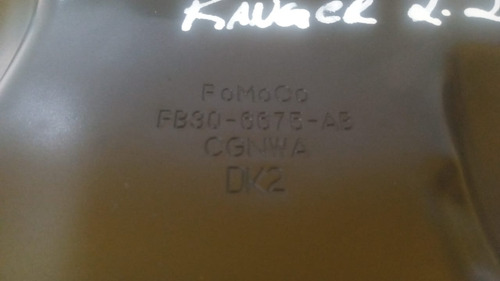 RANGER 2.2
FoMoCo
FB3Q-6675-AB
CGNWA
DK2